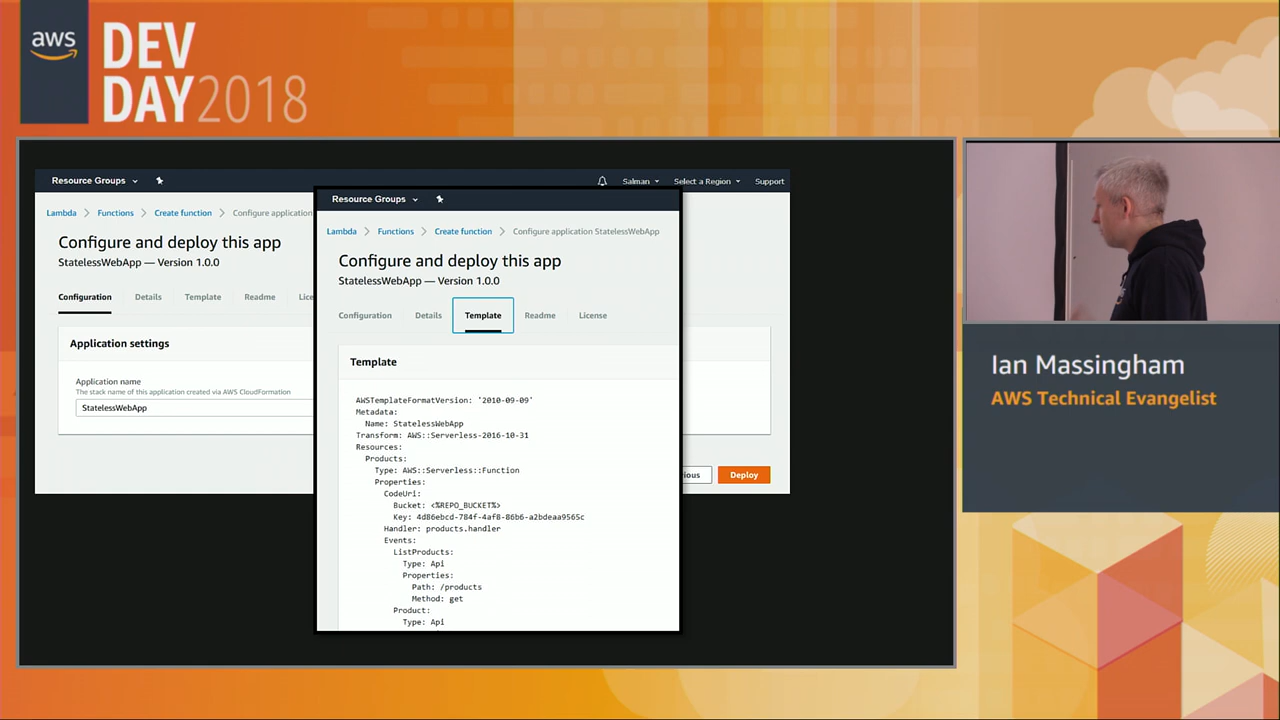 aws
DEV
DAY2018
Resource Groups
Salman
Select a Region
Support
Lambda
Functions
Create function
Configure application
Configure and deploy this app
StatelessWebApp — Version 1.0.0
Configuration
Details
Template
Readme
Lice
Application settings
Application name
The stack name of this application created via AWS CloudFormation
StatelessWebApp
ious
Deploy
Resource Groups
Lambda
Functions
Create function
Configure application StatelessWebApp
Configure and deploy this app
StatelessWebApp — Version 1.0.0
Configuration
Details
Template
Readme
License
Template
AWSTemplateFormatVersion: '2010-09-09'
Metadata:
Name: StatelessWebApp
Transform: AWS::Serverless-2016-10-31
Resources:
Products:
Type: AWS::Serverless::Function
Properties:
CodeUri:
Bucket: <%REPO_BUCKET%>
Key: 4d86ebcd-784f-4af8-86b6-a2bdeaa9565c
Handler: products.handler
Events:
ListProducts:
Type: Api
Properties:
Path: /products
Method: get
Product:
Type: Api
Ian Massingham
AWS Technical Evangelist